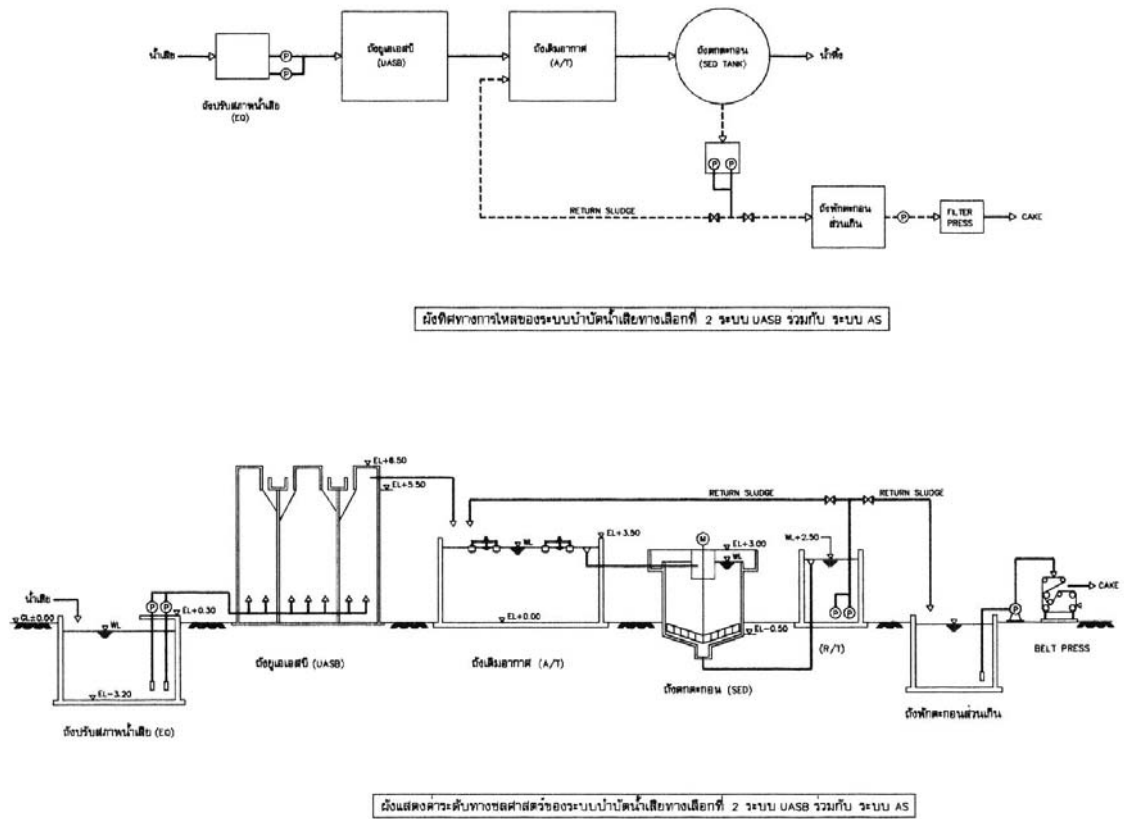 น้ำเสีย
P
P
ถังปรับสภาพน้ำเสีย
(EQ)
ถังยูเอเอสบี
(UASB)
ถังเติมอากาศ
(A/T)
ถังตกตะกอน
(SED TANK)
น้ำทิ้ง
P P
RETURN SLUDGE
ถังพักตะกอน
ส่วนเกิน
P
FILTER
PRESS
CAKE
ผังทิศทางการไหลของระบบบำบัดน้ำเสียทางเลือกที่ 2 ระบบ UASB ร่วมกับ ระบบ AS
EL+6.50
EL+5.50
RETURN SLUDGE
RETURN SLUDGE
น้ำเสีย
GL±0.00
WL
P P
EL+0.30
EL-3.20
ถังปรับสภาพน้ำเสีย (EQ)
ถังยูเอเอสบี (UASB)
WL
EL+3.50
EL+0.00
ถังเติมอากาศ (A/T)
M
EL+3.00
WL
EL-0.50
ถังตกตะกอน (SED)
WL+2.50
P P
(R/T)
ถังพักตะกอนส่วนเกิน
P
CAKE
BELT PRESS
ผังแสดงค่าระดับทางชลศาสตร์ของระบบบำบัดน้ำเสียทางเลือกที่ 2 ระบบ UASB ร่วมกับ ระบบ AS